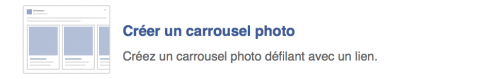 Créer un carrousel photo
Créez un carrousel photo défilant avec un lien.